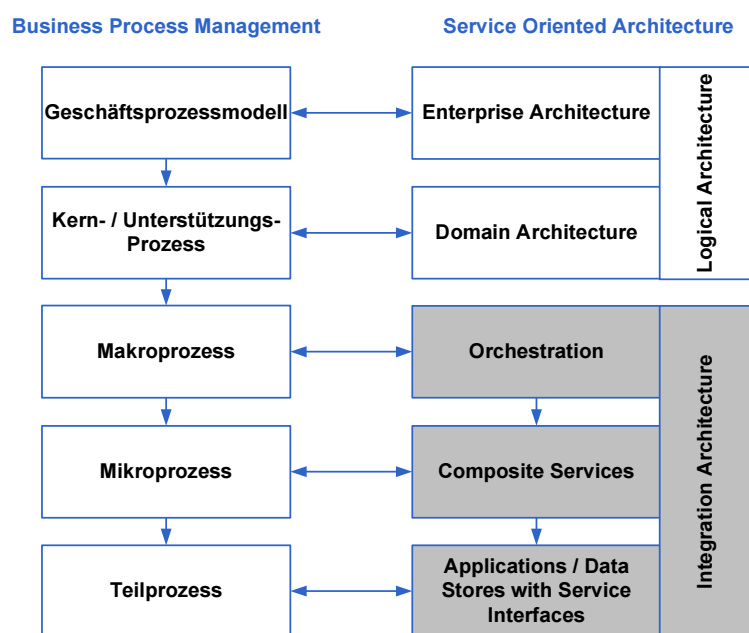 Business Process Management
Service Oriented Architecture
Geschäftsprozessmodell
Enterprise Architecture
Logical Architecture
Kern- / Unterstützungs-
Prozess
Domain Architecture
Makroprozess
Orchestration
Integration Architecture
Mikroprozess
Composite Services
Teilprozess
Applications / Data
Stores with Service
Interfaces